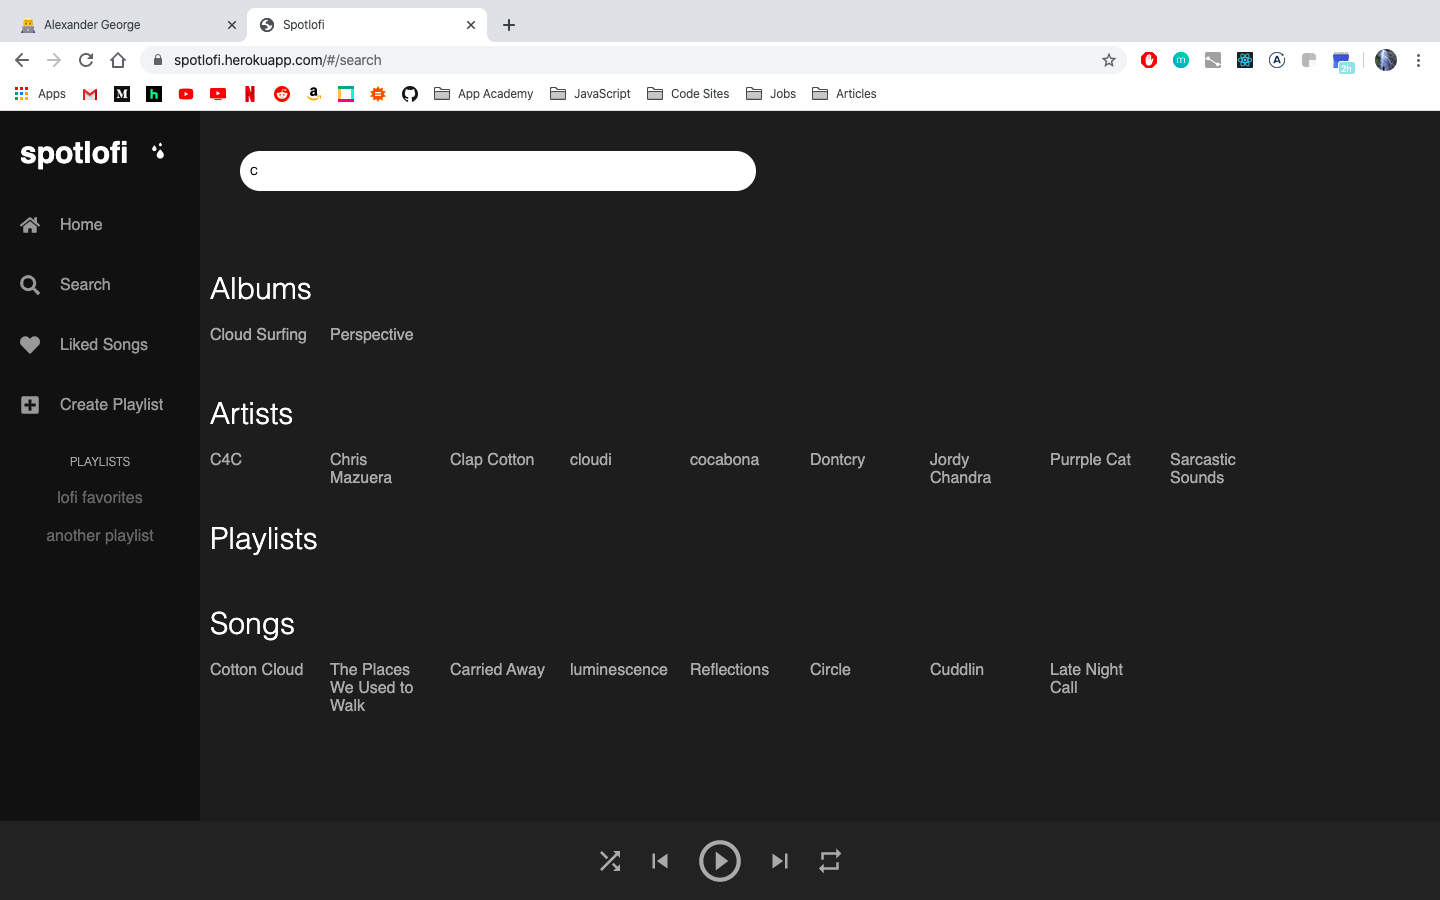 Alexander George
Spotlofi
spotlofi.herokuapp.com/#/search
m
A
2h
Apps
M
h
N
a
App Academy
JavaScript
Code Sites
Jobs
Articles
spotlofi
c
Home
Search
Liked Songs
Create Playlist
PLAYLISTS
lofi favorites
another playlist
Albums
Cloud Surfing
Perspective
Artists
C4C
Chris
Mazuera
Clap Cotton
cloudi
cocabona
Dontcry
Jordy
Chandra
Purrple Cat
Sarcastic
Sounds
Playlists
Songs
Cotton Cloud
The Places
We Used to
Walk
Carried Away
luminescence
Reflections
Circle
Cuddlin
Late Night
Call